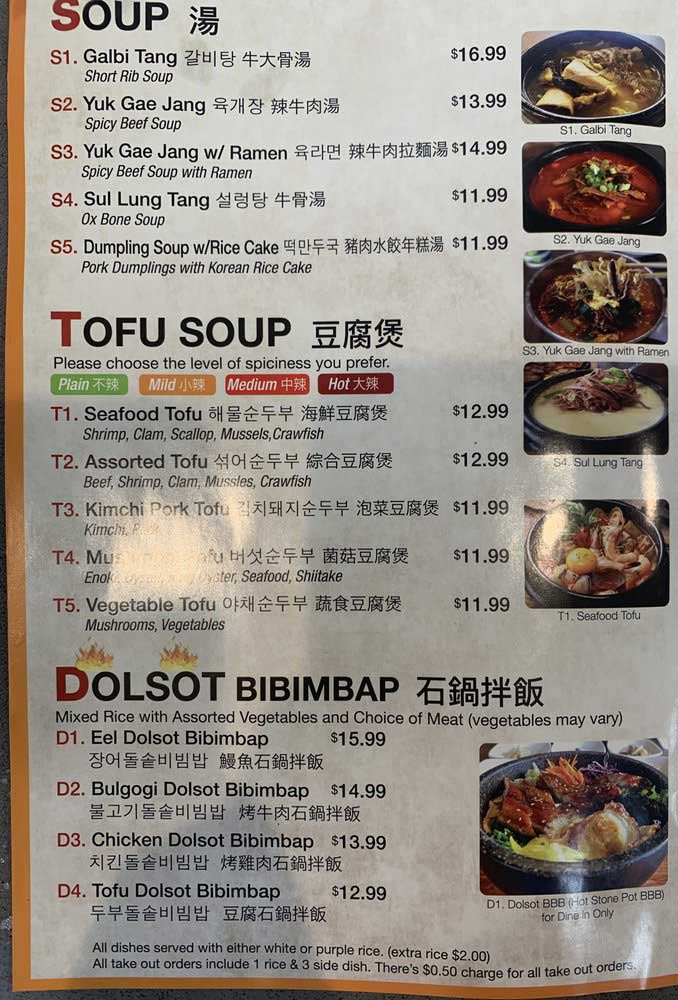 SOUP 湯
S1. Galbi Tang 갈비탕 牛大骨湯 $16.99
Short Rib Soup
S2. Yuk Gae Jang 육개장 辣牛肉湯 $13.99
Spicy Beef Soup
S3. Yuk Gae Jang w/ Ramen 육라면 辣牛肉拉麵湯 $14.99
Spicy Beef Soup with Ramen
S4. Sul Lung Tang 설렁탕 牛骨湯 $11.99
Ox Bone Soup
S5. Dumpling Soup w/Rice Cake 떡만두국 豬肉水餃年糕湯 $11.99
Pork Dumplings with Korean Rice Cake
S1. Galbi Tang
S2. Yuk Gae Jang
S3. Yuk Gae Jang with Ramen
S4. Sul Lung Tang
T1. Seafood Tofu
TOFU SOUP 豆腐煲
Please choose the level of spiciness you prefer.
Plain 不辣 Mild 小辣 Medium 中辣 Hot 大辣
T1. Seafood Tofu 해물순두부 海鮮豆腐煲 $12.99
Shrimp, Clam, Scallop, Mussels,Crawfish
T2. Assorted Tofu 섞어순두부 綜合豆腐煲 $12.99
Beef, Shrimp, Clam, Mussles, Crawfish
T3. Kimchi Pork Tofu 김치돼지순두부 泡菜豆腐煲 $11.99
Kimchi,
T4. Tofu 버섯순두부 菌菇豆腐煲 $11.99
Enoki, King Oyster, Seafood, Shiitake
T5. Vegetable Tofu 야채순두부 蔬食豆腐煲 $11.99
Mushrooms, Vegetables
DOLSOT BIBIMBAP 石鍋拌飯
Mixed Rice with Assorted Vegetables and Choice of Meat (vegetables may vary)
D1. Eel Dolsot Bibimbap $15.99
장어돌솥비빔밥 鰻魚石鍋拌飯
D2. Bulgogi Dolsot Bibimbap $14.99
불고기돌솥비빔밥 烤牛肉石鍋拌飯
D3. Chicken Dolsot Bibimbap $13.99
치킨돌솥비빔밥 烤雞肉石鍋拌飯
D4. Tofu Dolsot Bibimbap $12.99
두부돌솥비빔밥 豆腐石鍋拌飯
D1. Dolsot BBB (Hot Stone Pot BBB)
for Dine In Only
All dishes served with either white or purple rice. (extra rice $2.00)
All take out orders include 1 rice & 3 side dish. There's $0.50 charge for all take out orders.